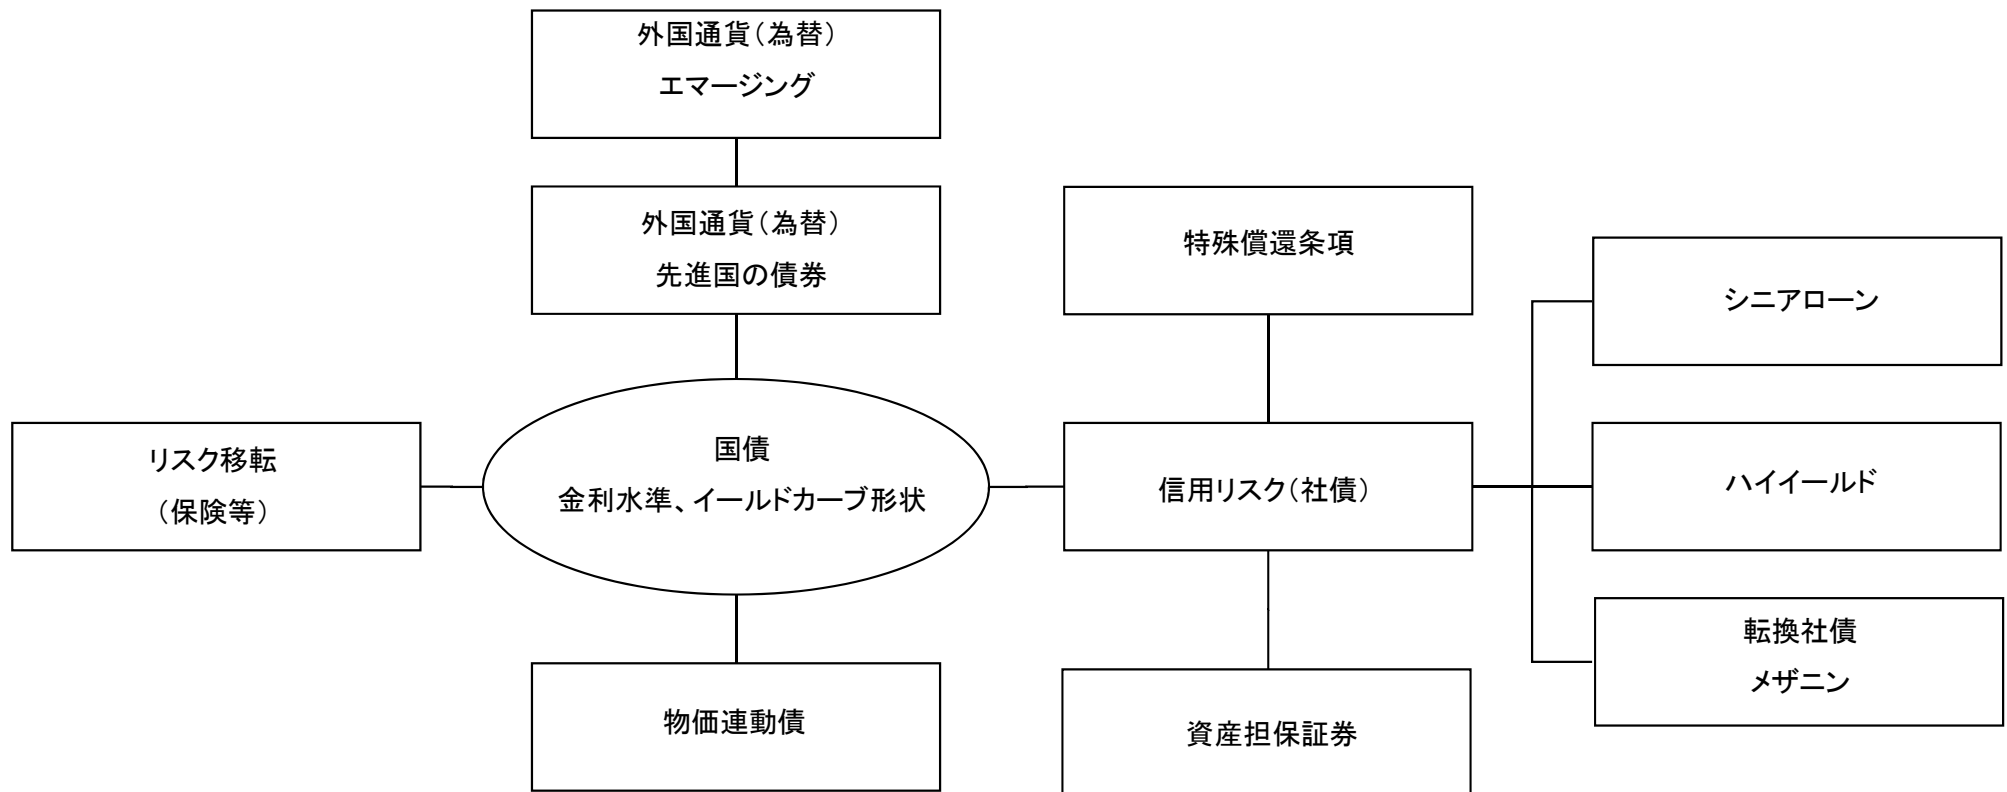 外国通貨（為替）
エマージング
外国通貨（為替）
先進国の債券
特殊償還条項
シニアローン
リスク移転
（保険等）
国債
金利水準、イールドカーブ形状
信用リスク（社債）
ハイイールド
転換社債
メザニン
物価連動債
資産担保証券